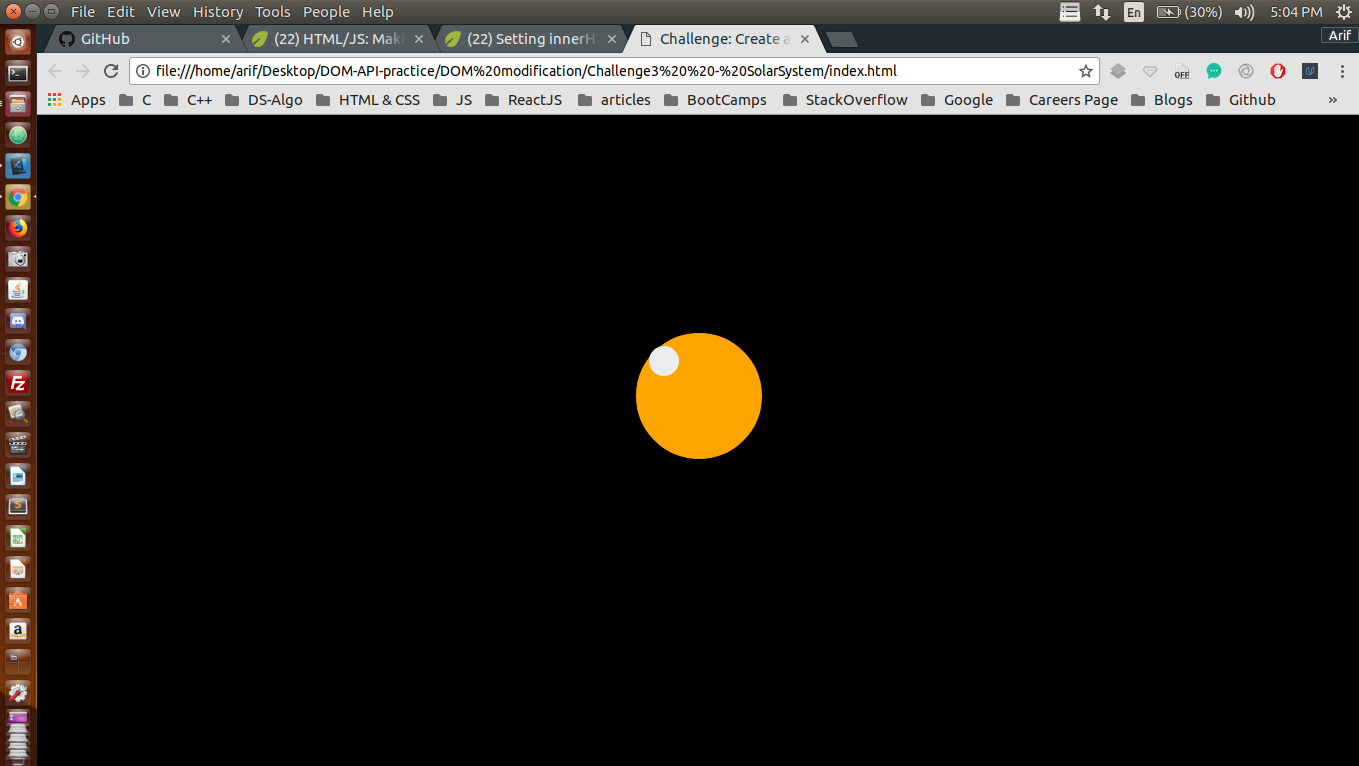 File Edit View History Tools People Help En (30%) 5:04 PM
GitHub (22) HTML/JS: Maki (22) Setting innerH Challenge: Create a Arif
file:///home/arif/Desktop/DOM-API-practice/DOM%20modification/Challenge3%20%20-%20SolarSystem/index.html OFF
Apps C C++ DS-Algo HTML & CSS JS ReactJS articles BootCamps StackOverflow Google Careers Page Blogs Github »